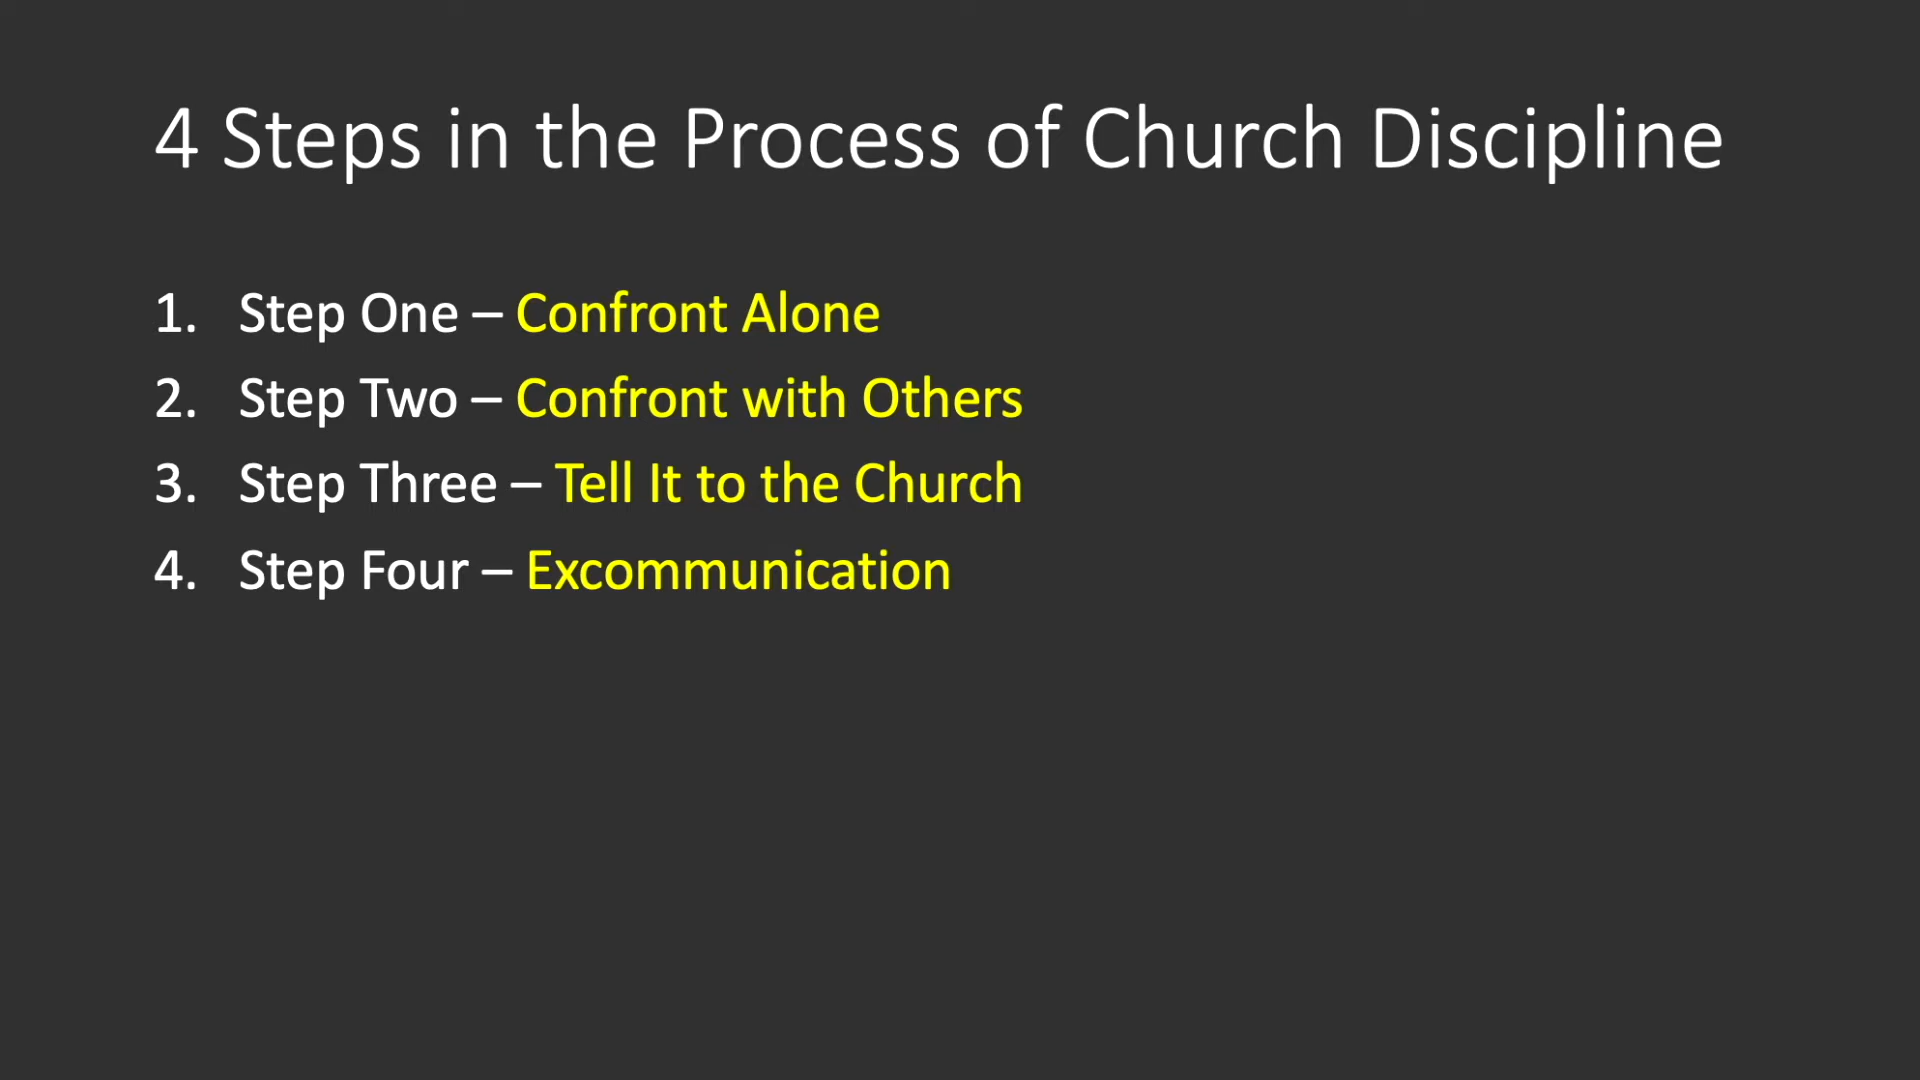 4 Steps in the Process of Church Discipline
1. Step One – Confront Alone
2. Step Two – Confront with Others
3. Step Three – Tell It to the Church
4. Step Four – Excommunication